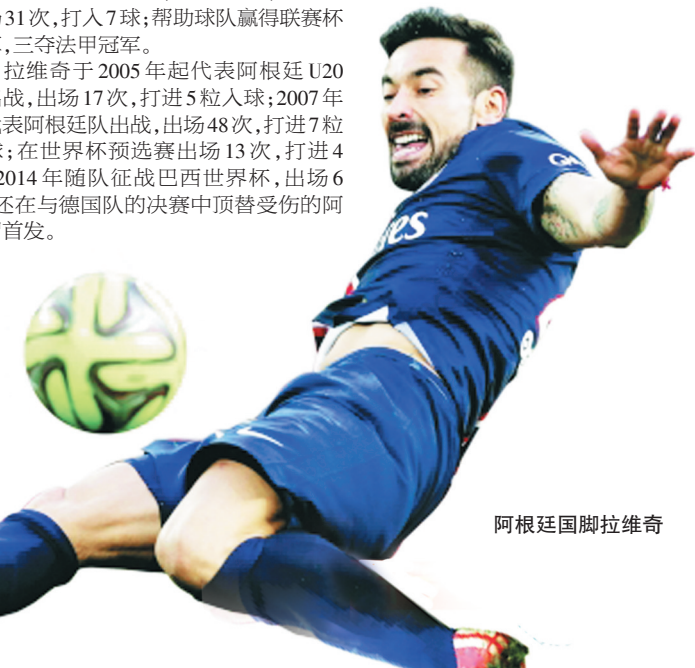 31次,打入7球;帮助球队赢得联赛杯
,三夺法甲冠军。
拉维奇于2005年起代表阿根廷U20
战,出场17次,打进5粒入球;2007年
表阿根廷队出战,出场48次,打进7粒
;在世界杯预选赛出场13次,打进4
2014年随队征战巴西世界杯,出场6
还在与德国队的决赛中顶替受伤的阿
首发。
阿根廷国脚拉维奇